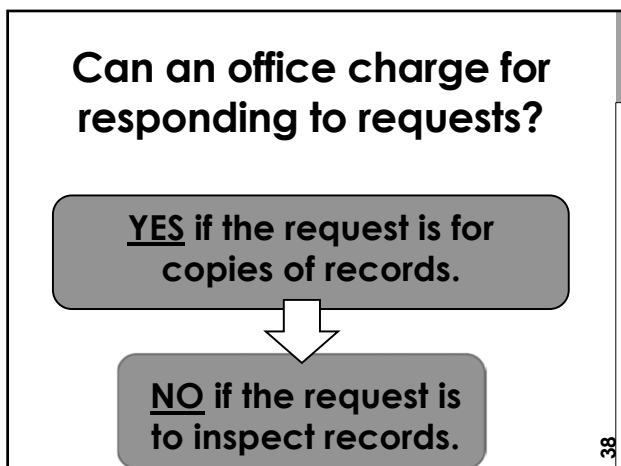 Can an office charge for
responding to requests?
YES if the request is for
copies of records.
NO if the request is
to inspect records.
38